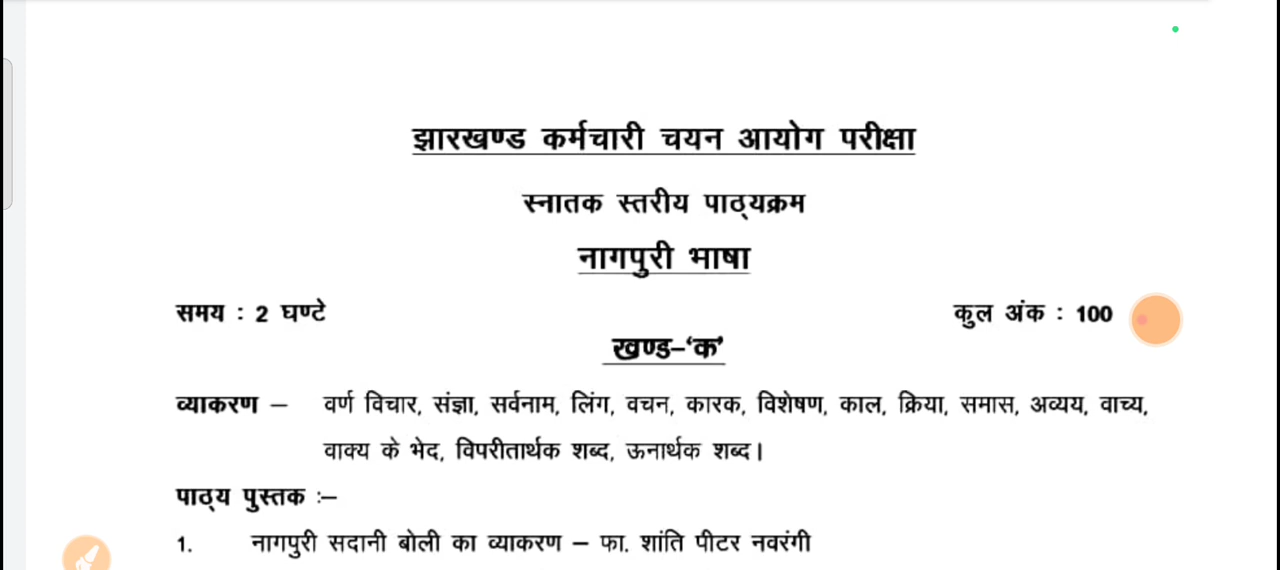 झारखण्ड कर्मचारी चयन आयोग परीक्षा
स्नातक स्तरीय पाठ्यक्रम
नागपुरी भाषा
समय : 2 घण्टे कुल अंक : 100
खण्ड–‘क’
व्याकरण – वर्ण विचार, संज्ञा, सर्वनाम, लिंग, वचन, कारक, विशेषण, काल, क्रिया, समास, अव्यय, वाच्य,
वाक्य के भेद, विपरीतार्थक शब्द, ऊनार्थक शब्द।
पाठ्य पुस्तक :–
1. नागपुरी सदानी बोली का व्याकरण – फा. शांति पीटर नवरंगी